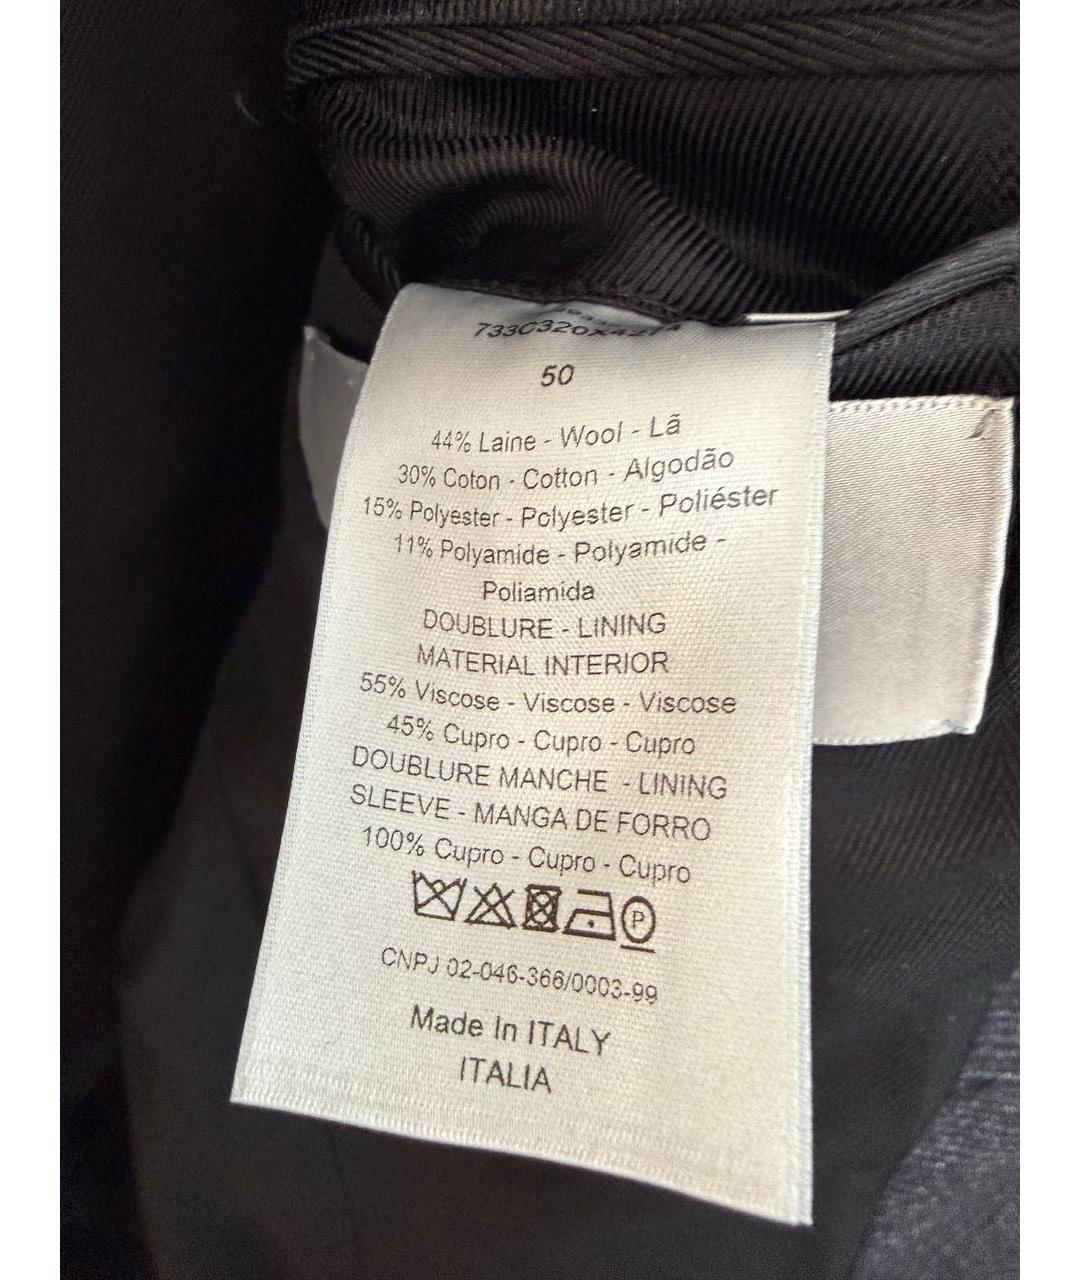 50
44% Laine - Wool - Lã
30% Coton - Cotton - Algodão
15% Polyester - Polyester - Poliéster
11% Polyamide - Polyamide -
Poliamida
DOUBLURE - LINING
MATERIAL INTERIOR
55% Viscose - Viscose - Viscose
45% Cupro - Cupro - Cupro
DOUBLURE MANCHE - LINING
SLEEVE - MANGA DE FORRO
100% Cupro - Cupro - Cupro
P
CNPJ 02-046-366/0003-99
Made In ITALY
ITALIA